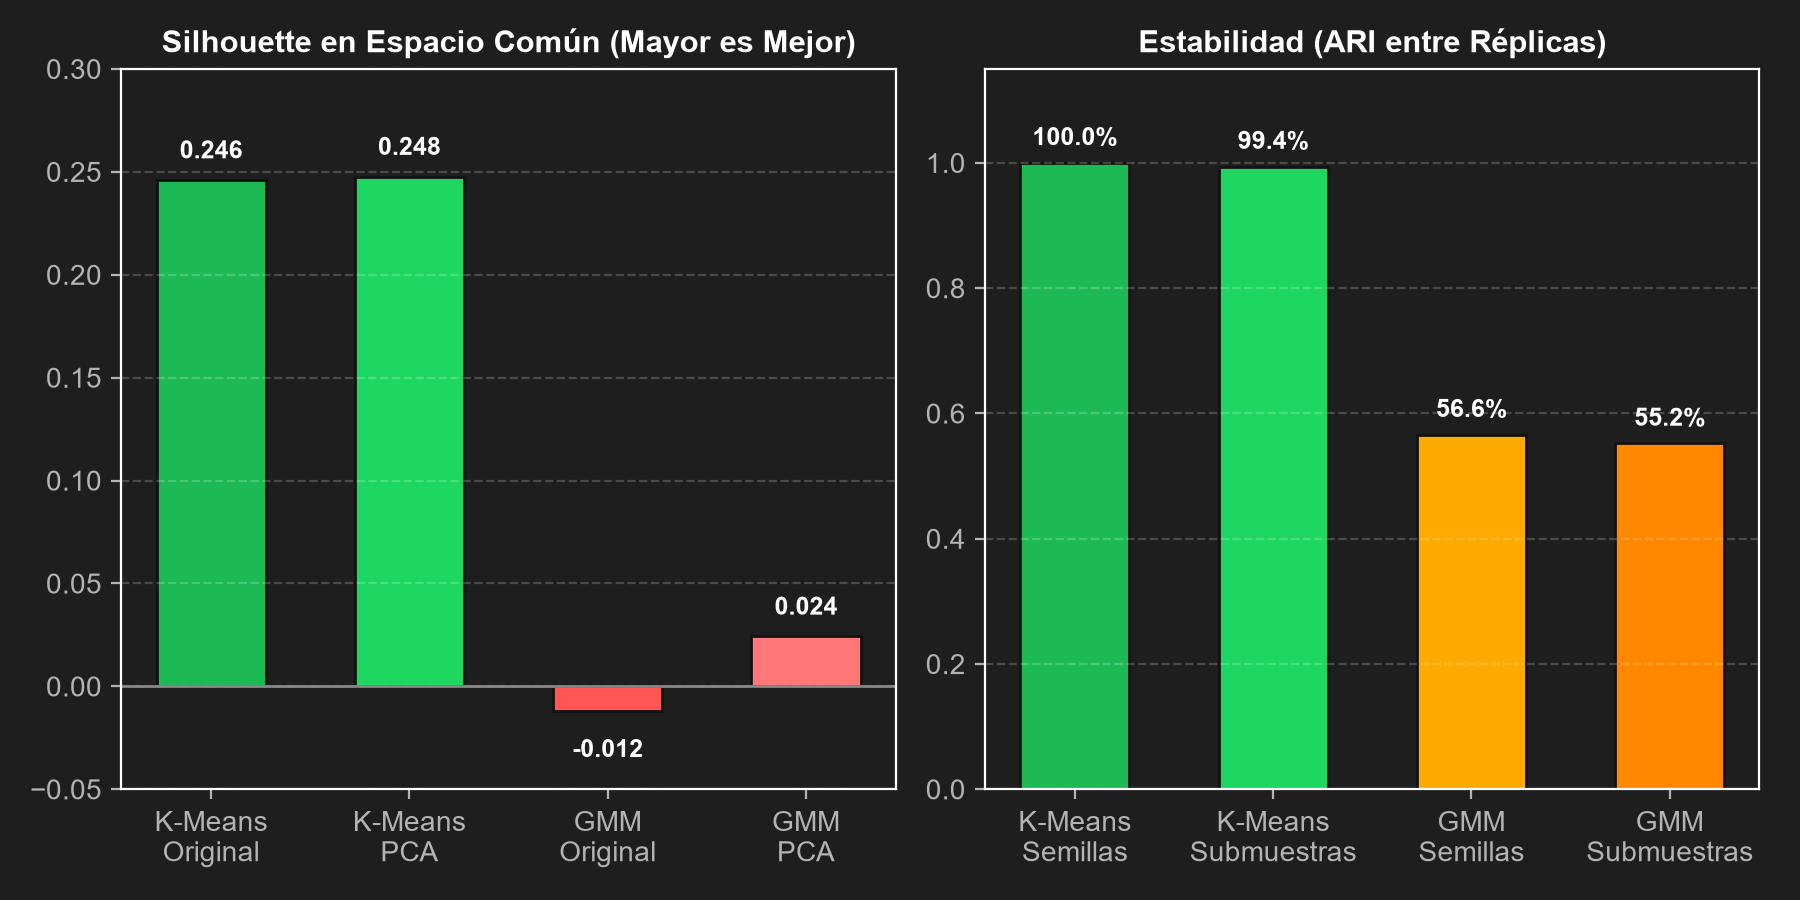 Silhouette en Espacio Común (Mayor es Mejor)
0.30
0.25
0.20
0.15
0.10
0.05
0.00
−0.05
0.246
0.248
-0.012
0.024
K-Means
Original
K-Means
PCA
GMM
Original
GMM
PCA
Estabilidad (ARI entre Réplicas)
1.0
0.8
0.6
0.4
0.2
0.0
100.0%
99.4%
56.6%
55.2%
K-Means
Semillas
K-Means
Submuestras
GMM
Semillas
GMM
Submuestras